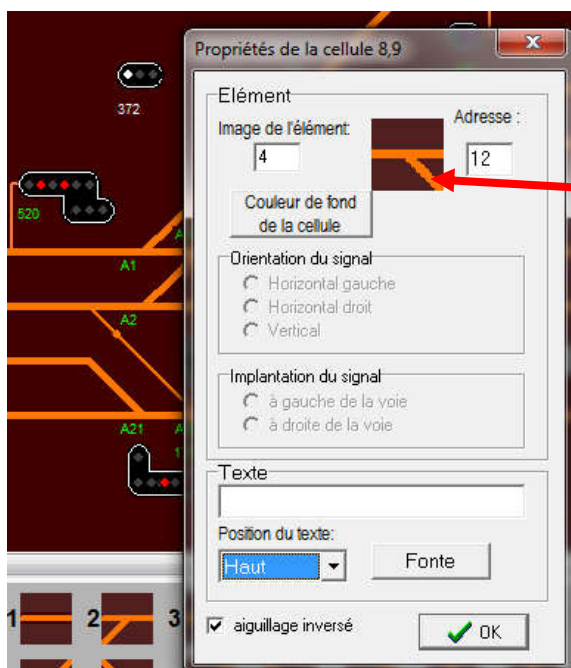 Propriétés de la cellule 8,9
372
520
A1
A2
A21
1
2
3
Elément
Image de l'élément:
Adresse :
4
12
Couleur de fond
de la cellule
Orientation du signal
Horizontal gauche
Horizontal droit
Vertical
Implantation du signal
à gauche de la voie
à droite de la voie
Texte
Position du texte:
Haut
Fonte
aiguillage inversé
OK